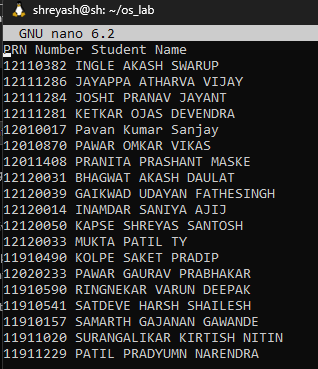 shreyash@sh: ~/os_lab
GNU nano 6.2
PRN Number Student Name
12110382 INGLE AKASH SWARUP
12111286 JAYAPPA ATHARVA VIJAY
12111284 JOSHI PRANAV JAYANT
12111281 KETKAR OJAS DEVENDRA
12010017 Pavan Kumar Sanjay
12010870 PAWAR OMKAR VIKAS
12011408 PRANITA PRASHANT MASKE
12120031 BHAGWAT AKASH DAULAT
12120039 GAIKWAD UDAYAN FATHESINGH
12120014 INAMDAR SANIYA AJIJ
12120050 KAPSE SHREYAS SANTOSH
12120033 MUKTA PATIL TY
11910490 KOLPE SAKET PRADIP
12020233 PAWAR GAURAV PRABHAKAR
11910590 RINGNEKAR VARUN DEEPAK
11910541 SATDEVE HARSH SHAILESH
11910157 SAMARTH GAJANAN GAWANDE
11911020 SURANGALIKAR KIRTISH NITIN
11911229 PATIL PRADYUMN NARENDRA